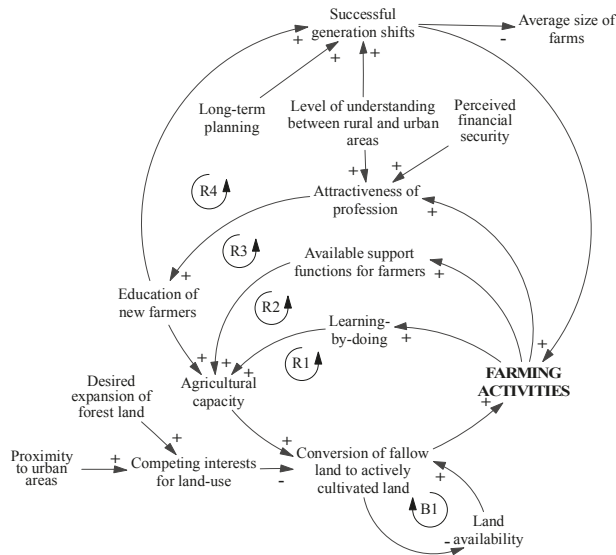 Successful
generation shifts
Average size of
farms
Long-term
planning
Level of understanding
between rural and urban
areas
Perceived
financial
security
Attractiveness of
profession
R4
R3
Available support
functions for farmers
Education of
new farmers
R2
Learning-
by-doing
R1
FARMING
ACTIVITIES
Agricultural
capacity
Desired
expansion of
forest land
Proximity
to urban
areas
Competing interests
for land-use
Conversion of fallow
land to actively
cultivated land
B1
Land
availability
+
+
+
-
+
+
+
+
+
+
+
+
+
+
+
+
+
+
-
+
+
-